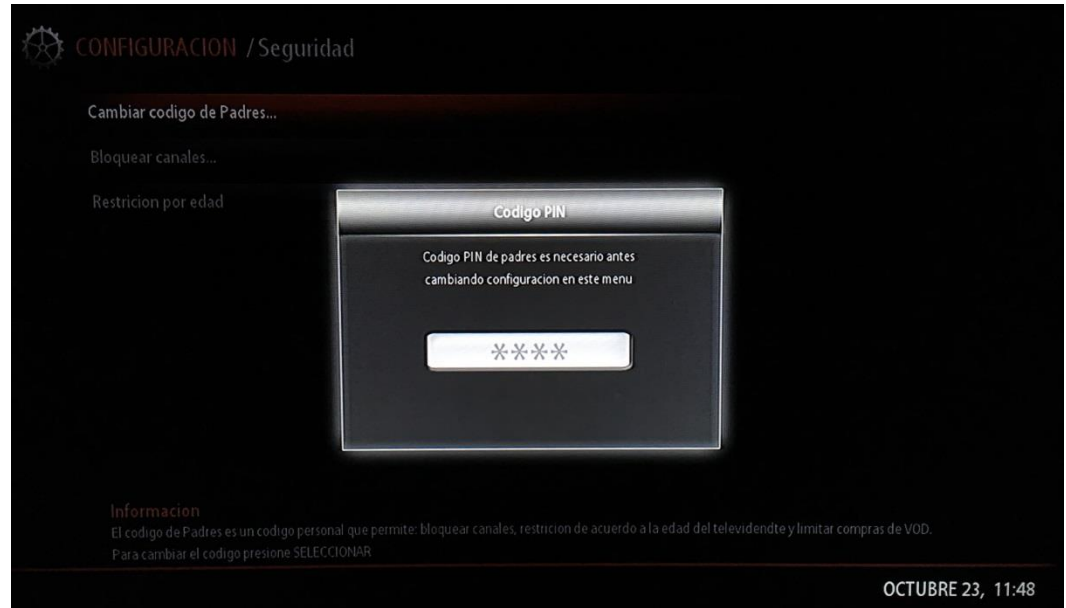 CONFIGURACION / Seguridad
Cambiar codigo de Padres...
Bloquear canales...
Restricion por edad
Codigo PIN
Codigo PIN de padres es necesario antes
cambiando configuracion en este menu
****
Informacion
El codigo de Padres es un codigo personal que permite: bloquear canales, restricion de acuerdo a la edad del televidendte y limitar compras de VOD.
Para cambiar el codigo presione SELECCIONAR
OCTUBRE 23, 11:48